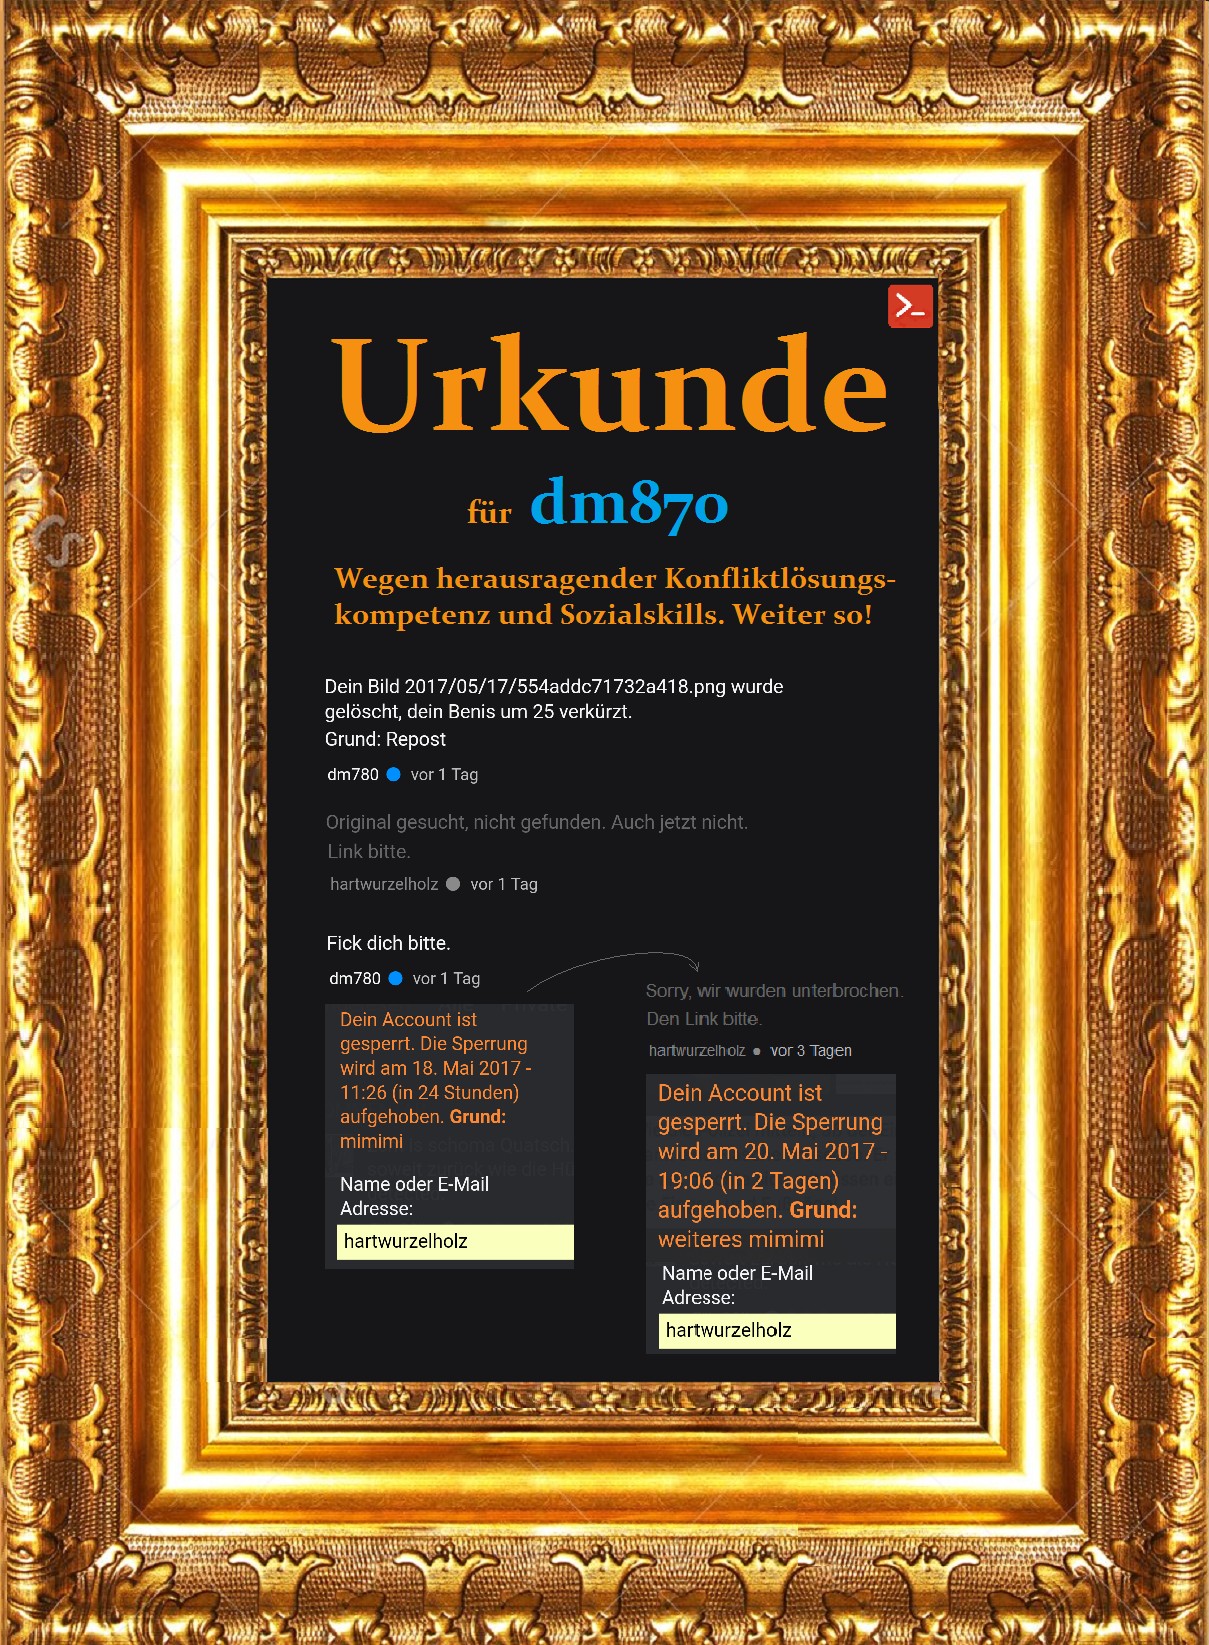 >_
Urkunde
für dm870
Wegen herausragender Konfliktlösungs-
kompetenz und Sozialskills. Weiter so!
Dein Bild 2017/05/17/554addc71732a418.png wurde
gelöscht, dein Benis um 25 verkürzt.
Grund: Repost
dm780 vor 1 Tag
Original gesucht, nicht gefunden. Auch jetzt nicht.
Link bitte.
hartwurzelholz vor 1 Tag
Fick dich bitte.
dm780 vor 1 Tag
Dein Account ist
gesperrt. Die Sperrung
wird am 18. Mai 2017 -
11:26 (in 24 Stunden)
aufgehoben. Grund:
mimimi
Name oder E-Mail
Adresse:
hartwurzelholz
Sorry, wir wurden unterbrochen.
Den Link bitte.
hartwurzelholz vor 3 Tagen
Dein Account ist
gesperrt. Die Sperrung
wird am 20. Mai 2017 -
19:06 (in 2 Tagen)
aufgehoben. Grund:
weiteres mimimi
Name oder E-Mail
Adresse:
hartwurzelholz